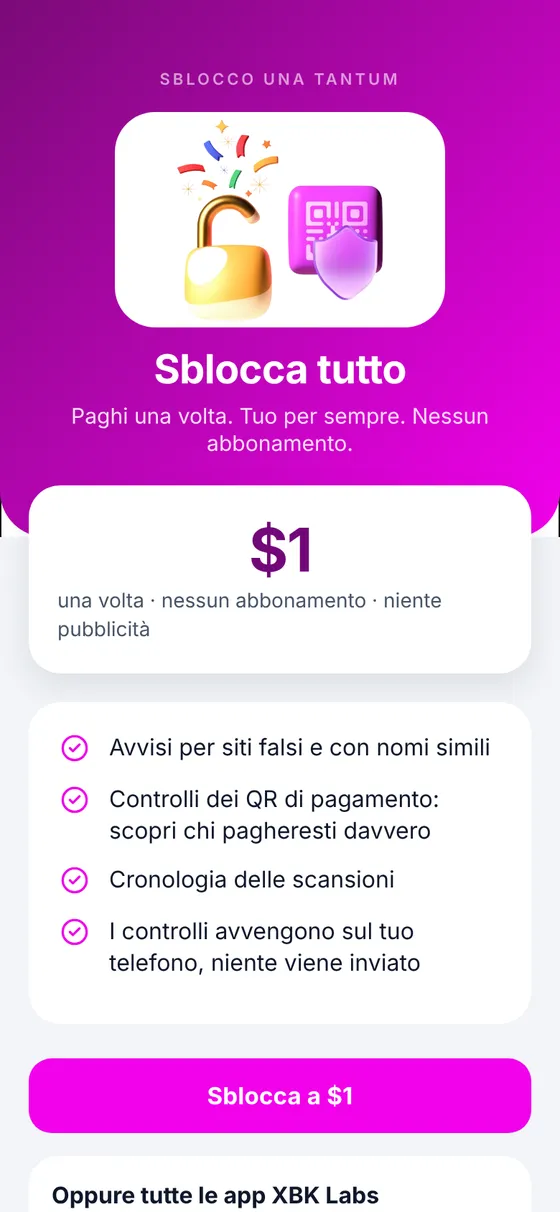 SBLOCCO UNA TANTUM
Sblocca tutto
Paghi una volta. Tuo per sempre. Nessun
abbonamento.
$1
una volta · nessun abbonamento · niente
pubblicità
Avvisi per siti falsi e con nomi simili
Controlli dei QR di pagamento:
scopri chi pagheresti davvero
Cronologia delle scansioni
I controlli avvengono sul tuo
telefono, niente viene inviato
Sblocca a $1
Oppure tutte le app XBK Labs